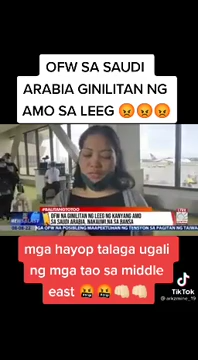 OFW SA SAUDI
ARABIA GINILITAN NG
AMO SA LEEG 😡😡😡
#BALITANGTOTOO
OFW NA GINILITAN NG LEEG NG KANYANG AMO
SA SAUDI ARABIA, NAKAUWI NA SA BANSA
mga hayop talaga ugali
ng mga tao sa middle
east 🤬🤬👊🏻👊🏻
TikTok
@arkzmine_19